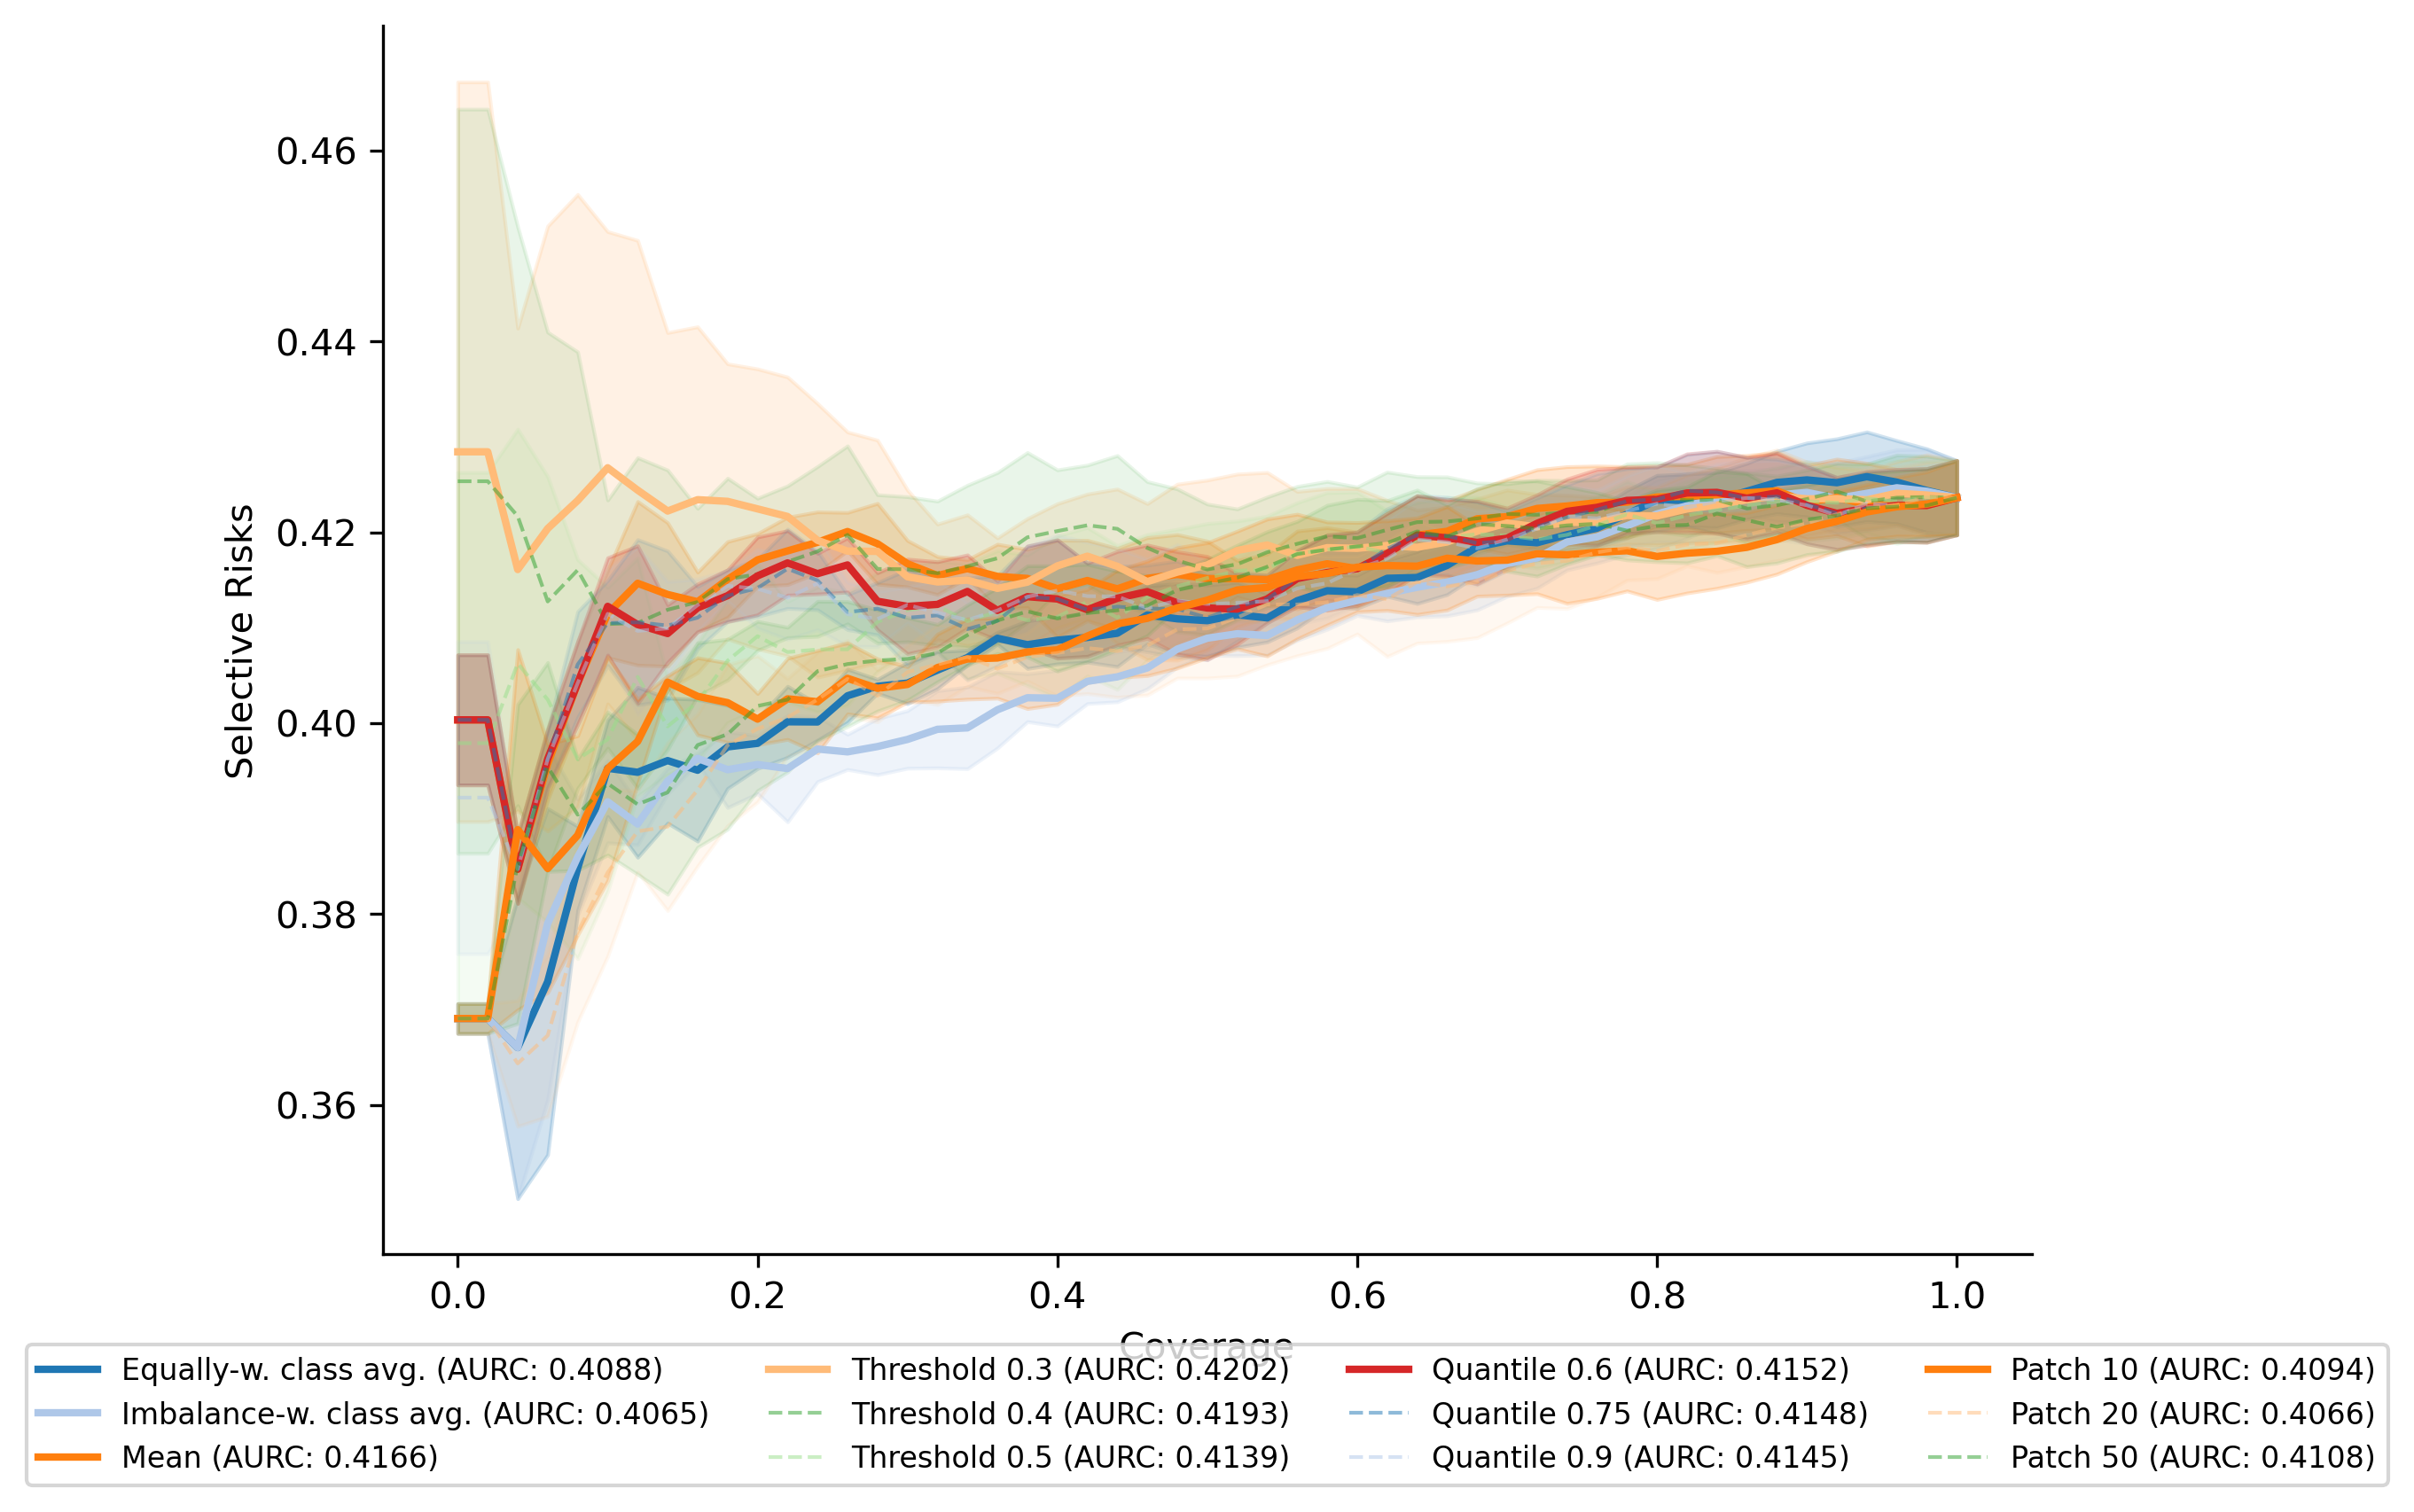 0.46
0.44
0.42
0.40
0.38
0.36
Selective Risks
0.0 0.2 0.4 0.6 0.8 1.0
Coverage
Equally-w. class avg. (AURC: 0.4088)
Imbalance-w. class avg. (AURC: 0.4065)
Mean (AURC: 0.4166)
Threshold 0.3 (AURC: 0.4202)
Threshold 0.4 (AURC: 0.4193)
Threshold 0.5 (AURC: 0.4139)
Quantile 0.6 (AURC: 0.4152)
Quantile 0.75 (AURC: 0.4148)
Quantile 0.9 (AURC: 0.4145)
Patch 10 (AURC: 0.4094)
Patch 20 (AURC: 0.4066)
Patch 50 (AURC: 0.4108)